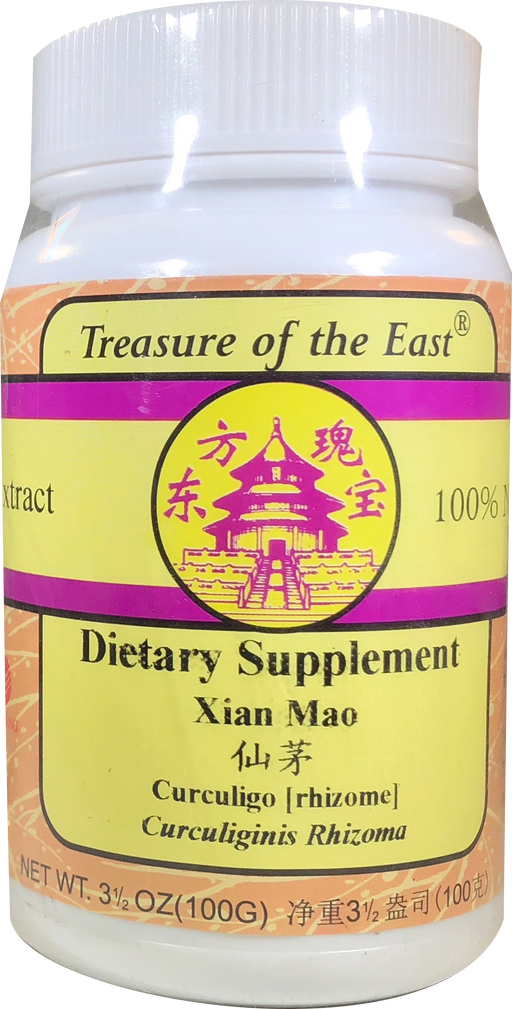 Treasure of the East®
东方瑰宝
xtract
100%
Dietary Supplement
Xian Mao
仙茅
Curculigo [rhizome]
Curculiginis Rhizoma
NET WT. 3½ OZ(100G) 净重3½ 盎司(100克)